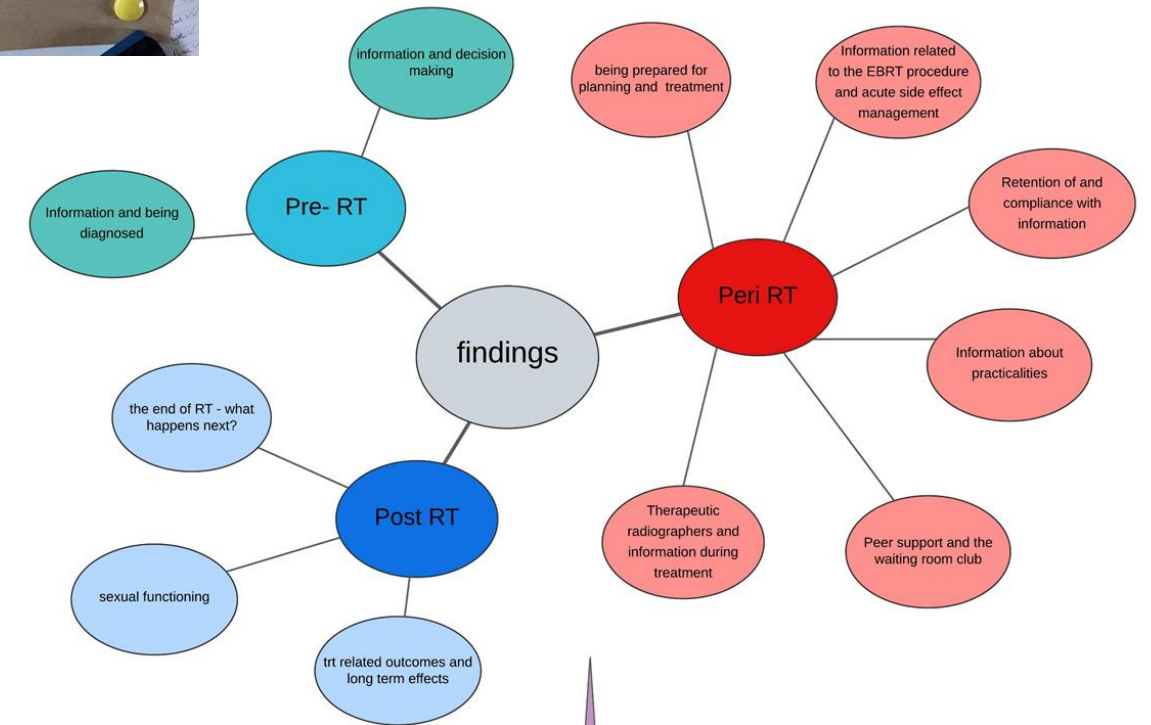 information and decision
making
Information and being
diagnosed
Pre- RT
findings
being prepared for
planning and  treatment
Information related
to the EBRT procedure
and acute side effect
management
Retention of and
compliance with
information
Peri RT
Information about
practicalities
Peer support and the
waiting room club
Therapeutic
radiographers and
information during
treatment
the end of RT - what
happens next?
Post RT
sexual functioning
trt related outcomes and
long term effects